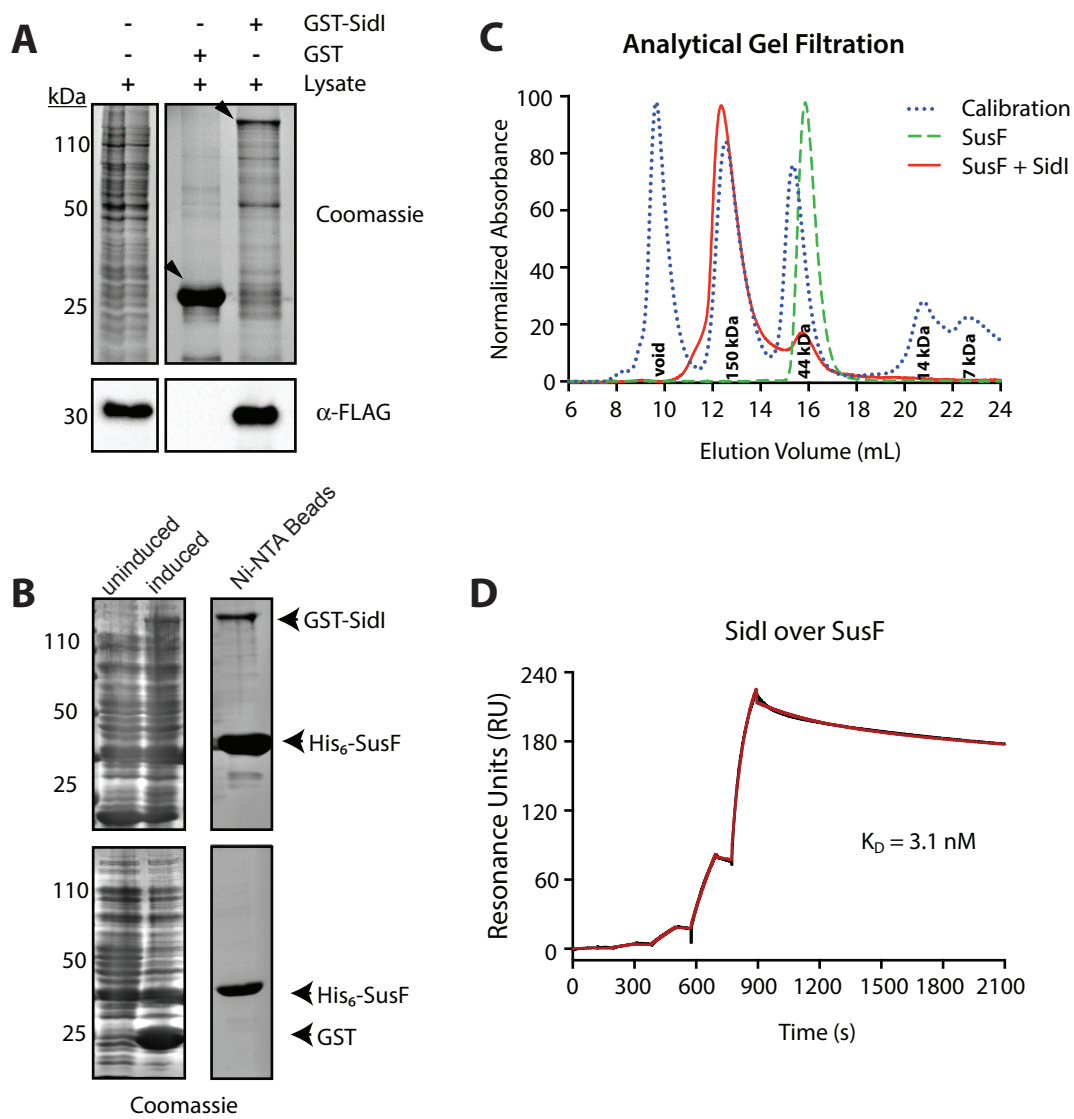 A
- - + GST-SidI
- + - GST
+ + + Lysate
kDa
110
50
25
Coomassie
30
α-FLAG
B
uninduced
induced
Ni-NTA Beads
110
50
25
GST-SidI
His₆-SusF
110
50
25
His₆-SusF
GST
Coomassie
C
Analytical Gel Filtration
Calibration
SusF
SusF + SidI
Normalized Absorbance
100
80
60
40
20
0
void
150 kDa
44 kDa
14 kDa
7 kDa
6 8 10 12 14 16 18 20 22 24
Elution Volume (mL)
D
SidI over SusF
Resonance Units (RU)
240
180
120
60
0
K_D = 3.1 nM
0 300 600 900 1200 1500 1800 2100
Time (s)